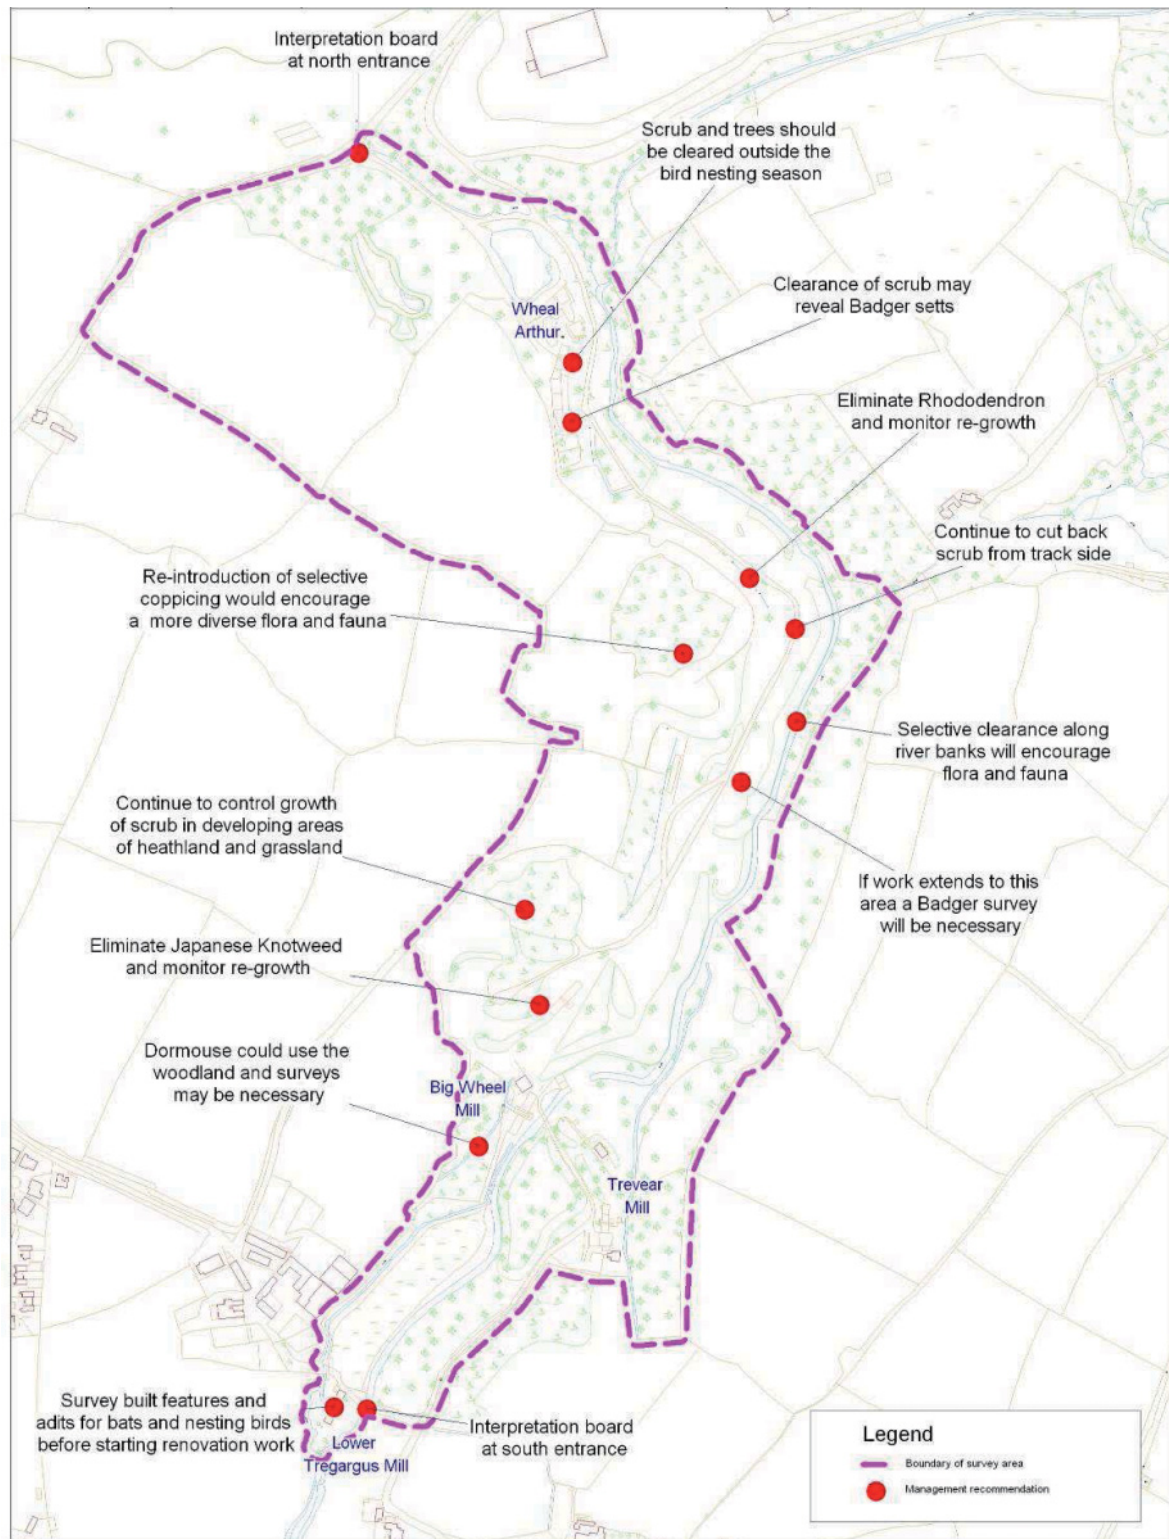 Interpretation board
at north entrance
Scrub and trees should
be cleared outside the
bird nesting season
Clearance of scrub may
reveal Badger setts
Wheal
Arthur.
Eliminate Rhododendron
and monitor re-growth
Continue to cut back
scrub from track side
Re-introduction of selective
coppicing would encourage
a more diverse flora and fauna
Selective clearance along
river banks will encourage
flora and fauna
Continue to control growth
of scrub in developing areas
of heathland and grassland
If work extends to this
area a Badger survey
will be necessary
Eliminate Japanese Knotweed
and monitor re-growth
Dormouse could use the
woodland and surveys
may be necessary
Big Wheel
Mill
Trevear
Mill
Survey built features and
adits for bats and nesting birds
before starting renovation work
Interpretation board
at south entrance
Lower
Tregargus Mill
Legend
Boundary of survey area
Management recommendation